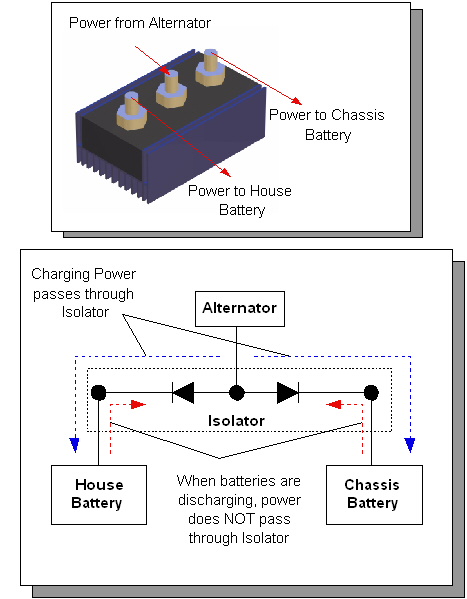 Power from Alternator
Power to Chassis
Battery
Power to House
Battery
Charging Power
passes through
Isolator
Alternator
Isolator
House
Battery
When batteries are
discharging, power
does NOT pass
through Isolator
Chassis
Battery